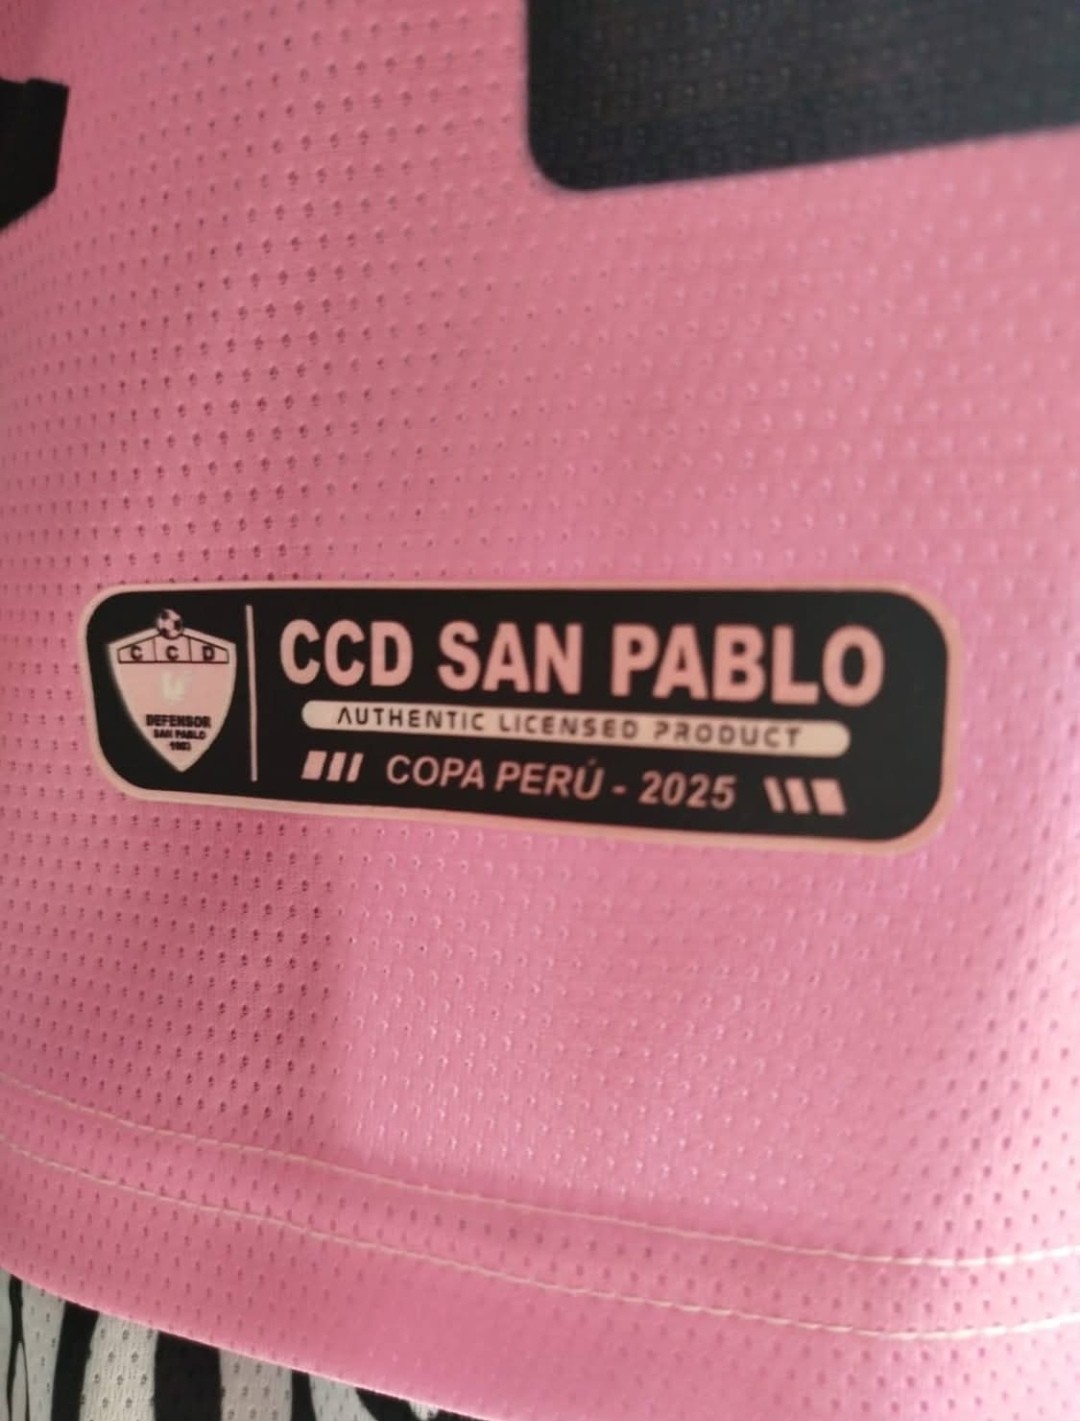 C C D
DEFENSOR
SAN PABLO
CCD SAN PABLO
AUTHENTIC LICENSED PRODUCT
COPA PERÚ - 2025